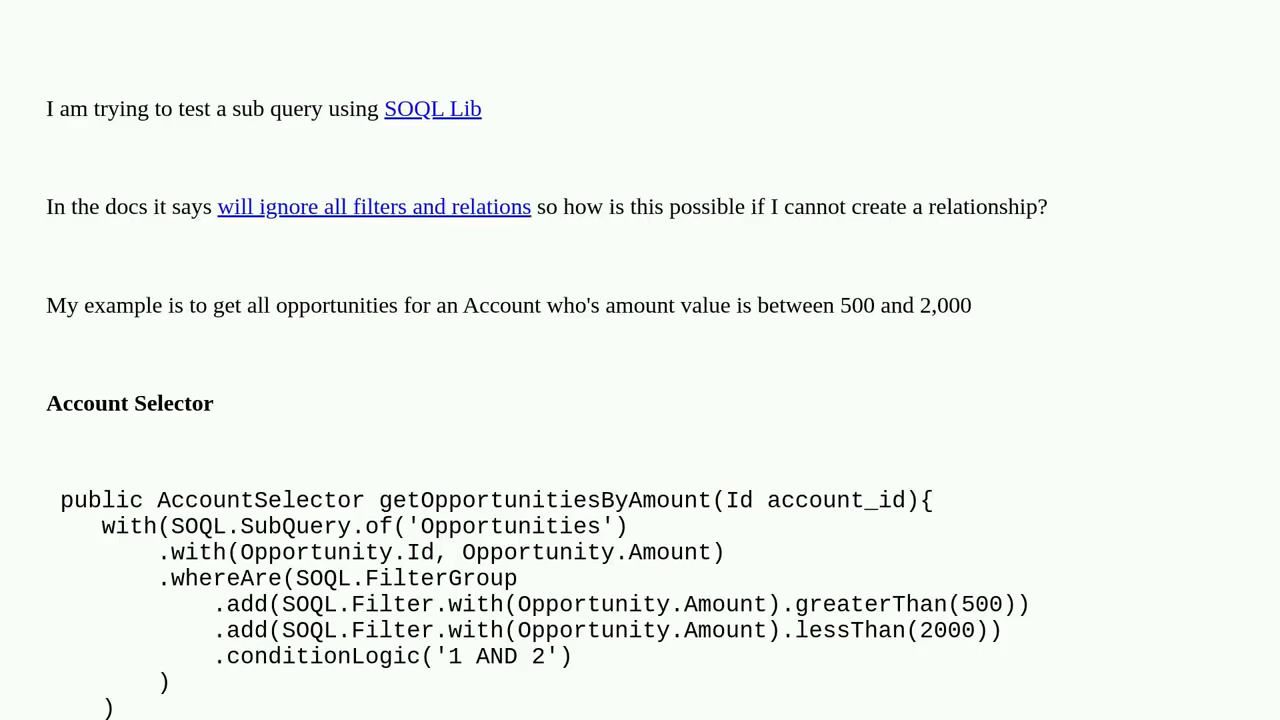 I am trying to test a sub query using SOQL Lib
In the docs it says will ignore all filters and relations so how is this possible if I cannot create a relationship?
My example is to get all opportunities for an Account who's amount value is between 500 and 2,000
Account Selector
public AccountSelector getOpportunitiesByAmount(Id account_id){
    with(SOQL.SubQuery.of('Opportunities')
        .with(Opportunity.Id, Opportunity.Amount)
        .whereAre(SOQL.FilterGroup
            .add(SOQL.Filter.with(Opportunity.Amount).greaterThan(500))
            .add(SOQL.Filter.with(Opportunity.Amount).lessThan(2000))
            .conditionLogic('1 AND 2')
        )
    )